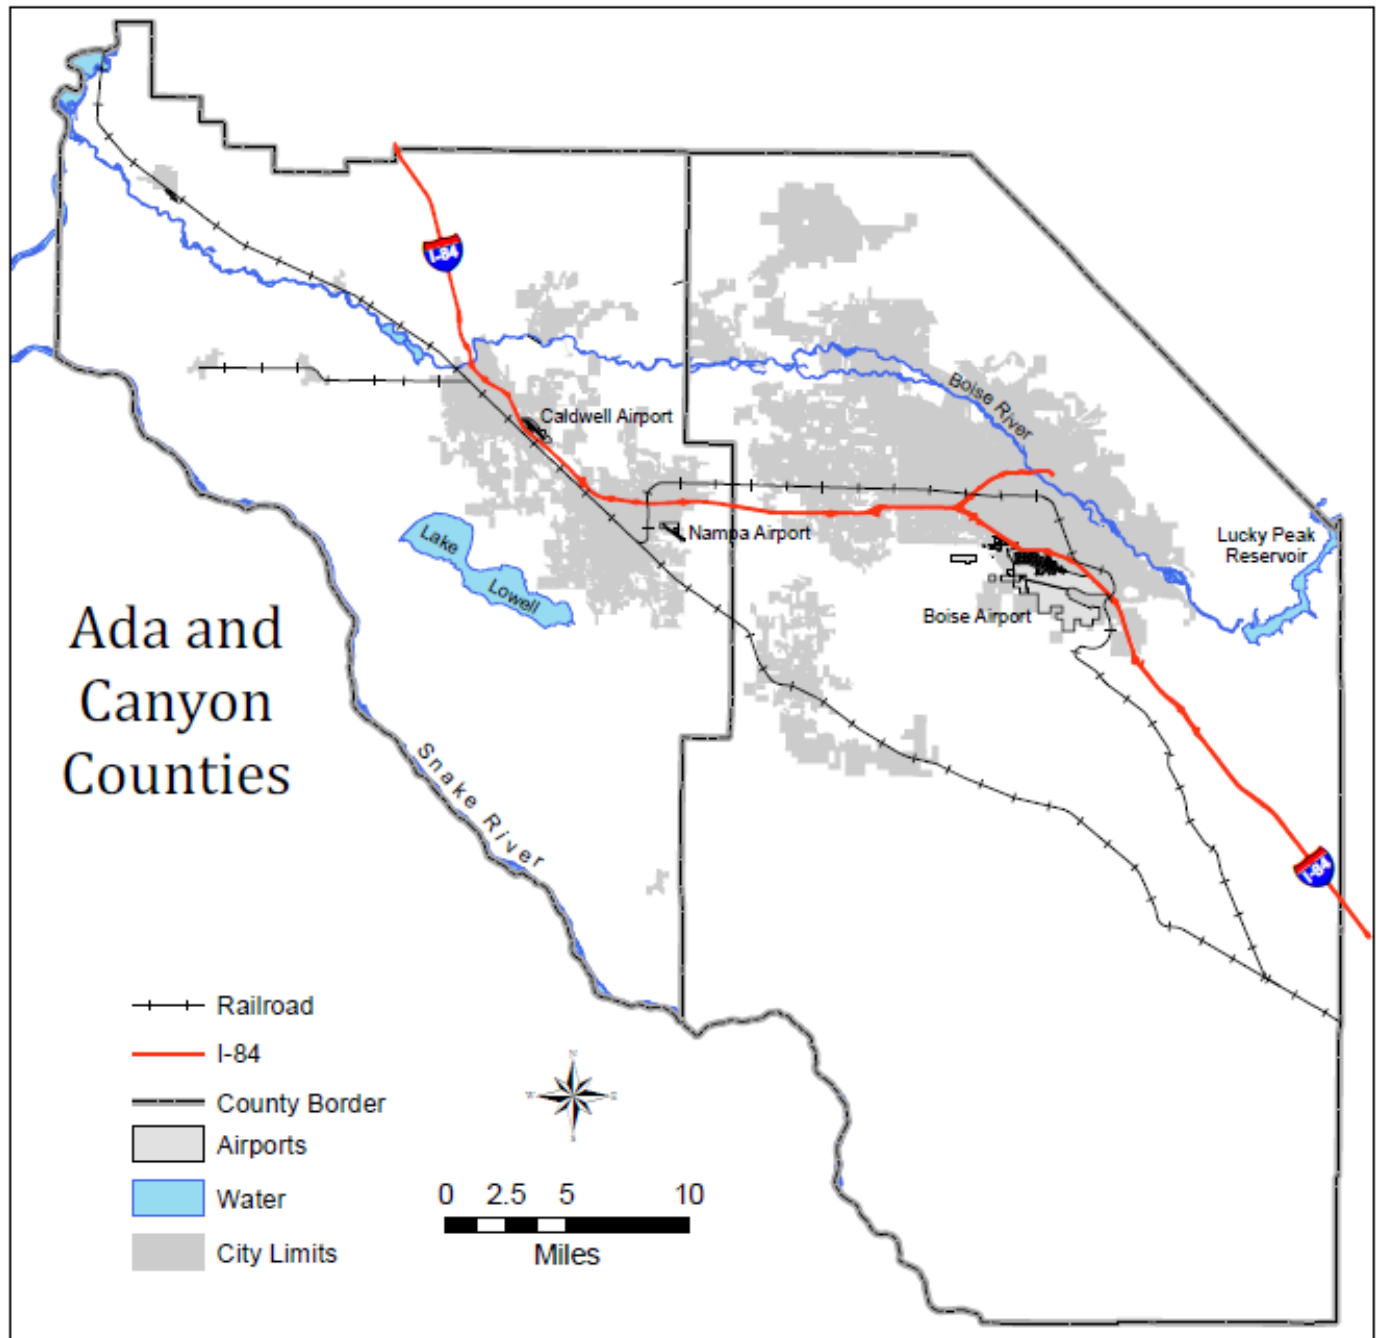 I-84
Caldwell Airport
Boise River
Nampa Airport
Lucky Peak
Reservoir
Lake
Lowell
Boise Airport
Ada and
Canyon
Counties
Snake River
I-84
Railroad
I-84
County Border
Airports
Water
City Limits
N
W
E
S
0 2.5 5 10
Miles